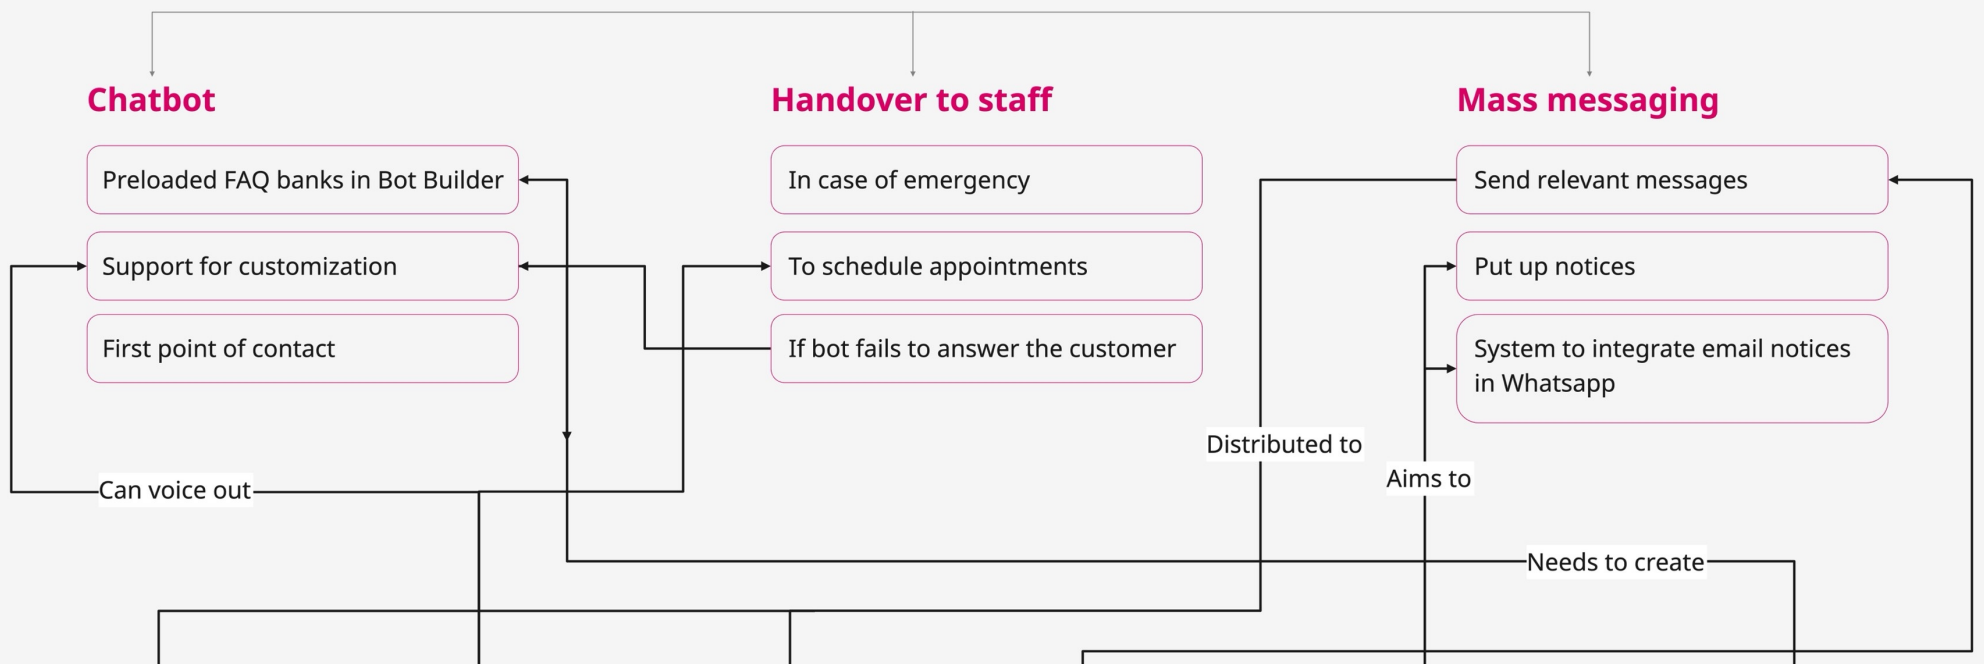 Chatbot
Preloaded FAQ banks in Bot Builder
Support for customization
First point of contact
Can voice out
Handover to staff
In case of emergency
To schedule appointments
If bot fails to answer the customer
Mass messaging
Send relevant messages
Put up notices
System to integrate email notices
in Whatsapp
Distributed to
Aims to
Needs to create